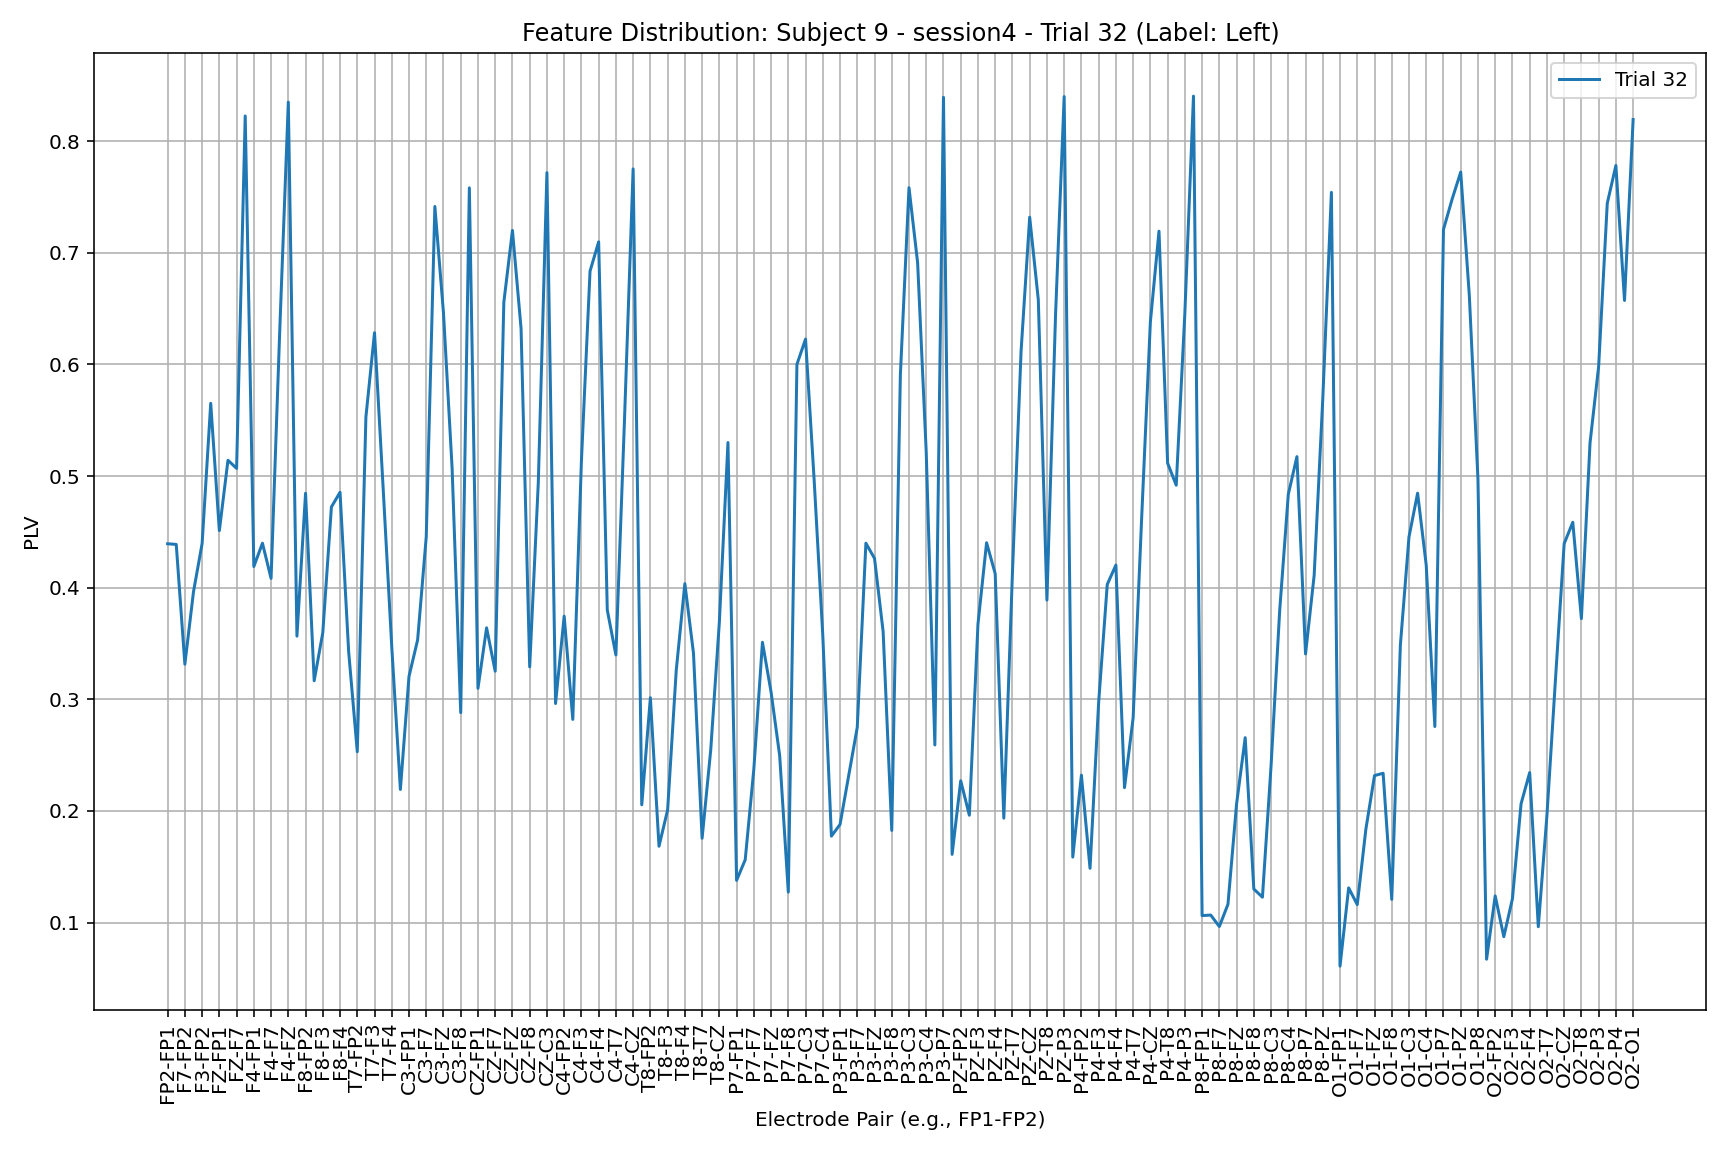 Feature Distribution: Subject 9 - session4 - Trial 32 (Label: Left)
Trial 32
PLV
0.8
0.7
0.6
0.5
0.4
0.3
0.2
0.1
FP2-FP1
F7-FP2
F3-FP2
FZ-FP1
FZ-F7
F4-FP1
F4-F7
F4-FZ
F8-FP2
F8-F3
F8-F4
T7-FP2
T7-F3
T7-F4
C3-FP1
C3-F7
C3-FZ
C3-F8
CZ-FP1
CZ-F7
CZ-FZ
CZ-F8
CZ-C3
C4-FP2
C4-F3
C4-F4
C4-T7
C4-CZ
T8-FP2
T8-F3
T8-F4
T8-T7
T8-CZ
P7-FP1
P7-F7
P7-FZ
P7-F8
P7-C3
P7-C4
P3-FP1
P3-F7
P3-FZ
P3-F8
P3-C3
P3-C4
P3-P7
PZ-FP2
PZ-F3
PZ-F4
PZ-T7
PZ-CZ
PZ-T8
PZ-P3
P4-FP2
P4-F3
P4-F4
P4-T7
P4-CZ
P4-T8
P4-P3
P8-FP1
P8-F7
P8-FZ
P8-F8
P8-C3
P8-C4
P8-P7
P8-PZ
O1-FP1
O1-F7
O1-FZ
O1-F8
O1-C3
O1-C4
O1-P7
O1-PZ
O1-P8
O2-FP2
O2-F3
O2-F4
O2-T7
O2-CZ
O2-T8
O2-P3
O2-P4
O2-O1
Electrode Pair (e.g., FP1-FP2)